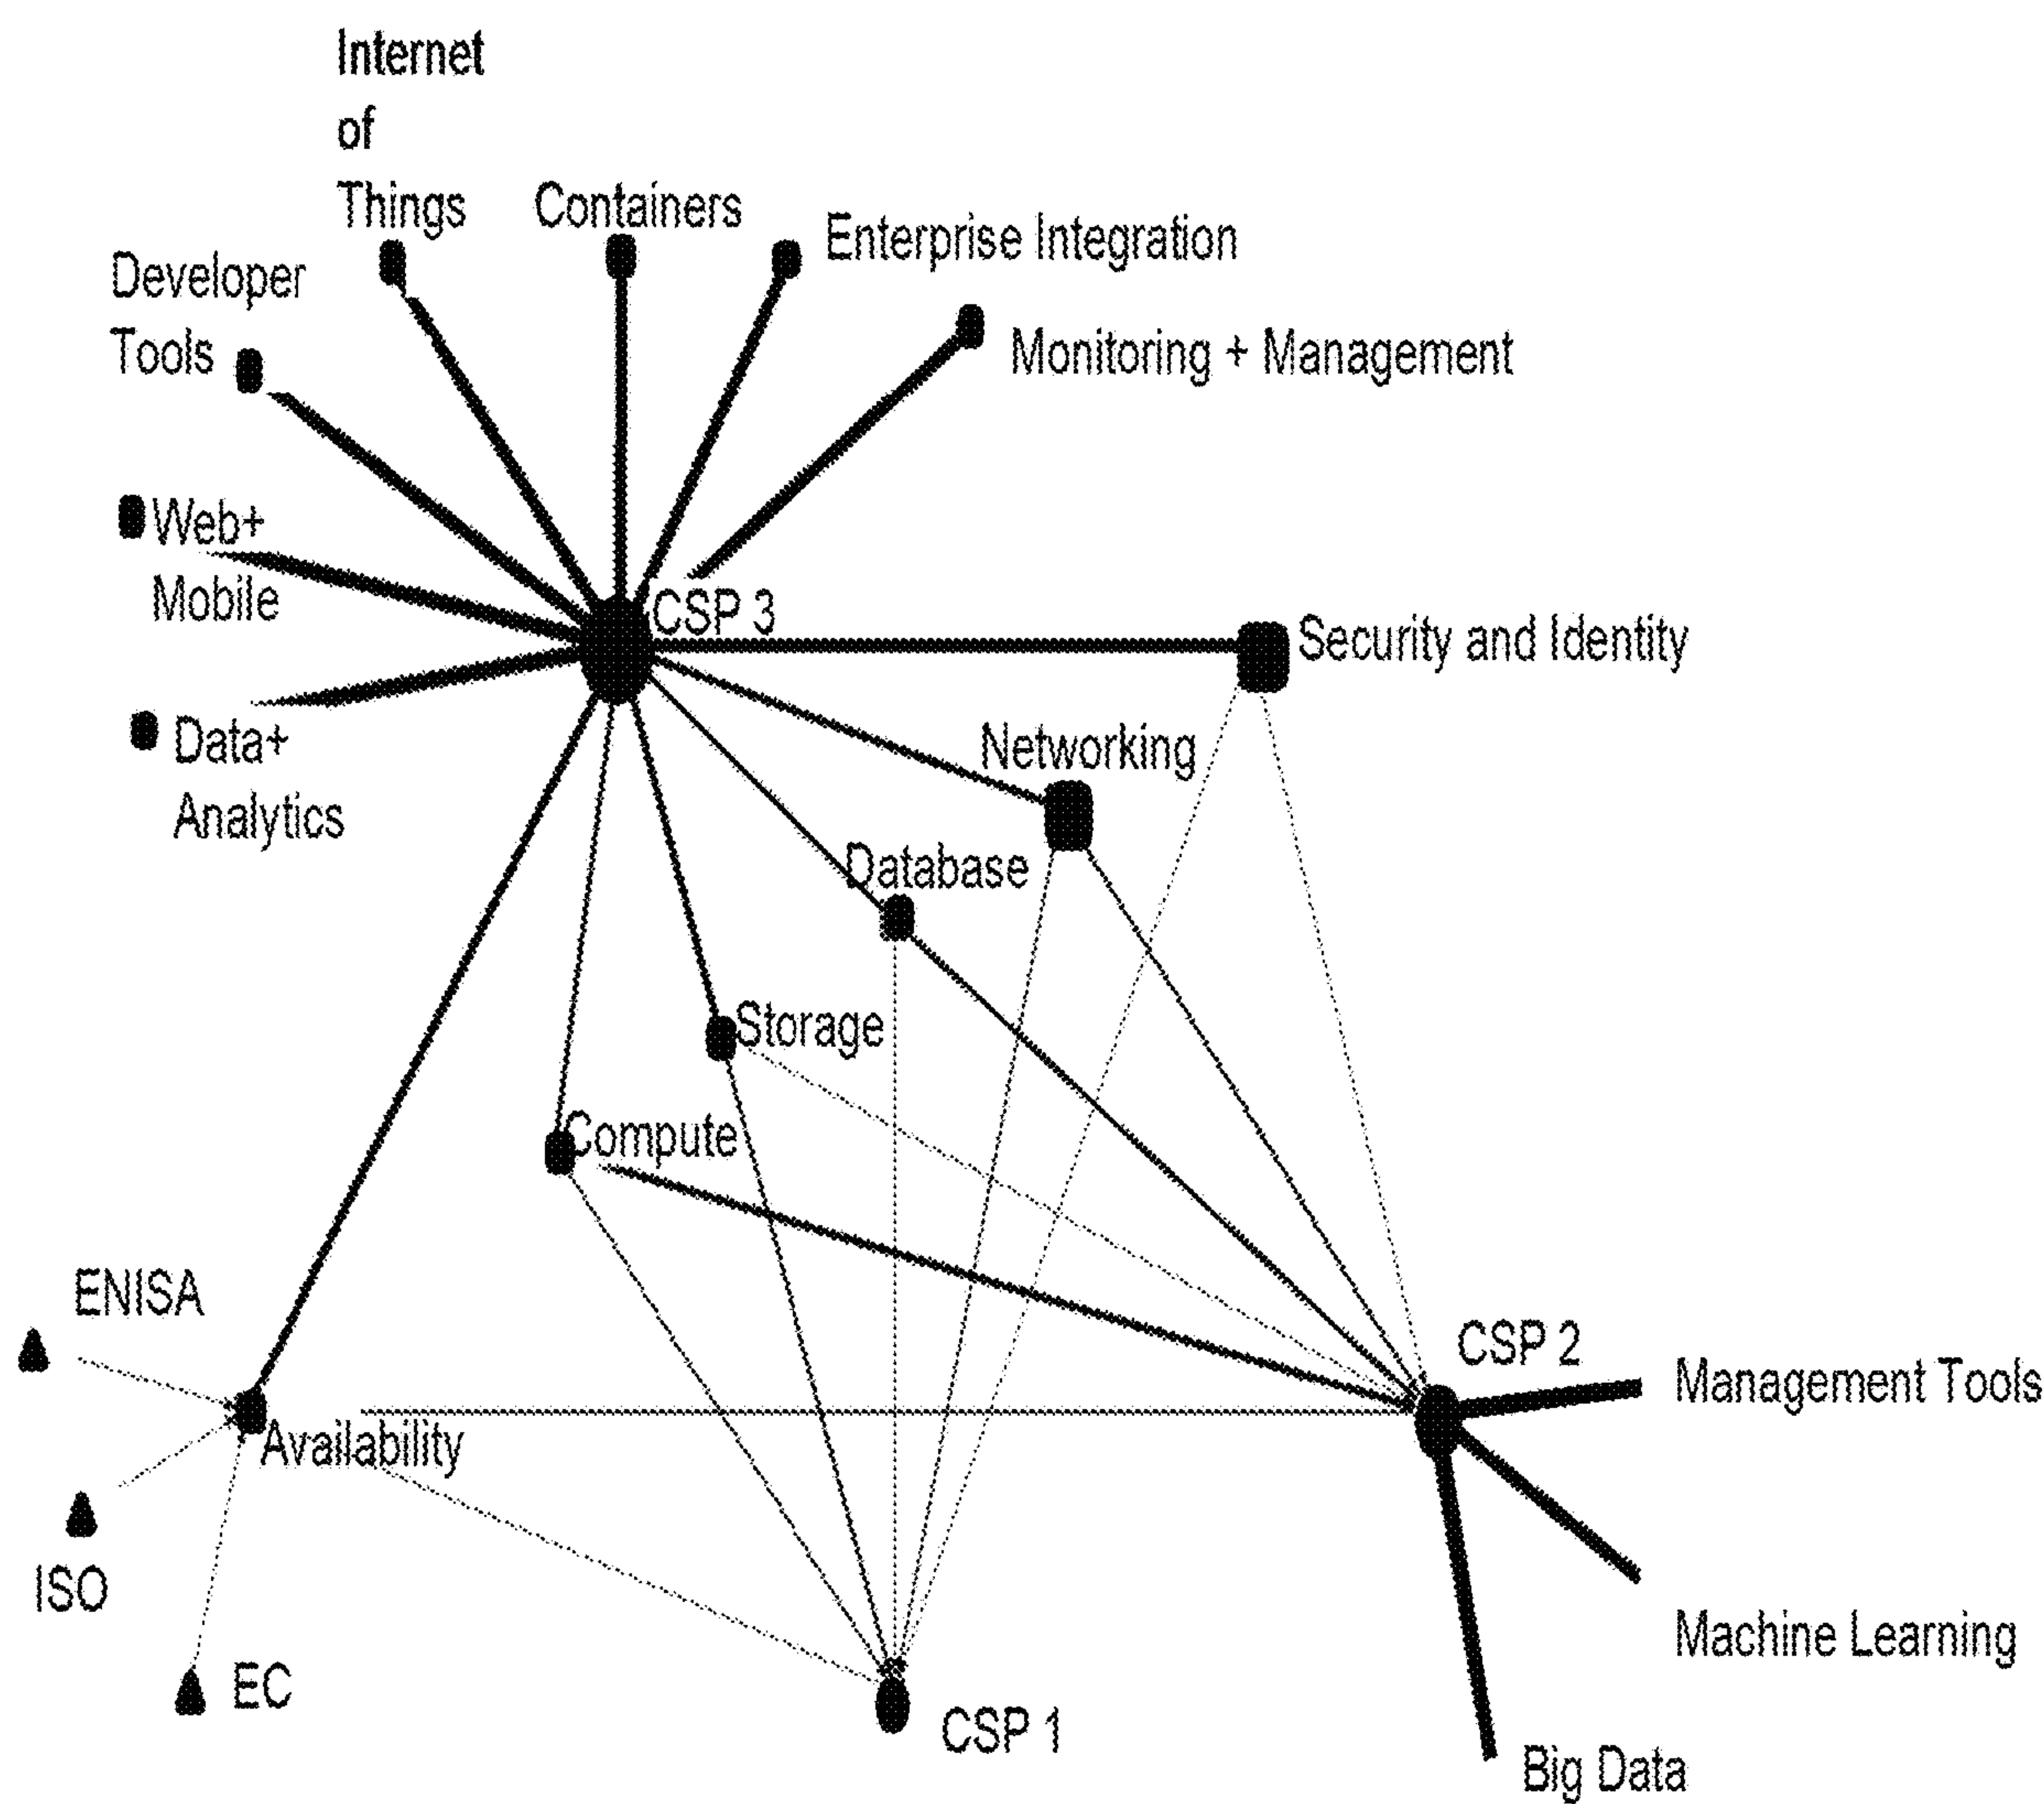 Internet
of
Things
Containers
Enterprise Integration
Developer
Tools
Monitoring + Management
Web+
Mobile
CSP 3
Security and Identity
Data+
Analytics
Networking
Database
Storage
Compute
ENISA
CSP 2
Management Tools
Availability
ISO
Machine Learning
EC
CSP 1
Big Data